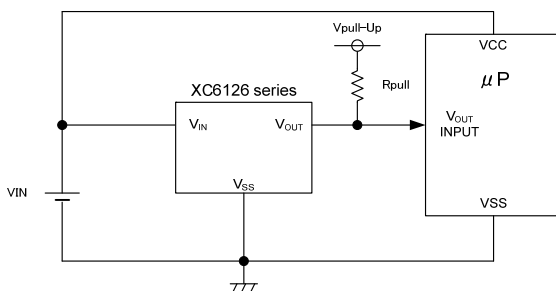 Vpull-Up
VCC
μP
Rpull
XC6126 series
VIN
VOUT
VOUT
INPUT
VSS
VIN
VSS